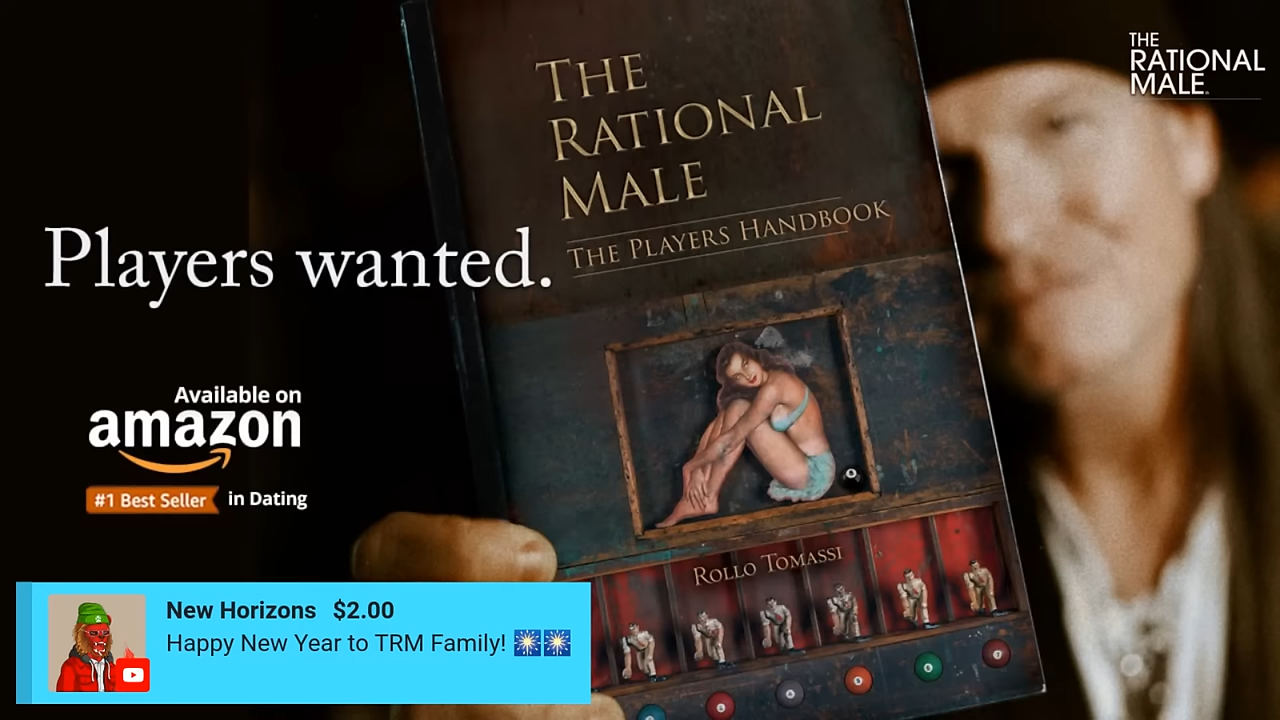 THE
RATIONAL
MALE
Players wanted.
Available on
amazon
#1 Best Seller in Dating
THE
RATIONAL
MALE
THE PLAYERS HANDBOOK
ROLLO TOMASSI
New Horizons $2.00
Happy New Year to TRM Family! 🎆🎆